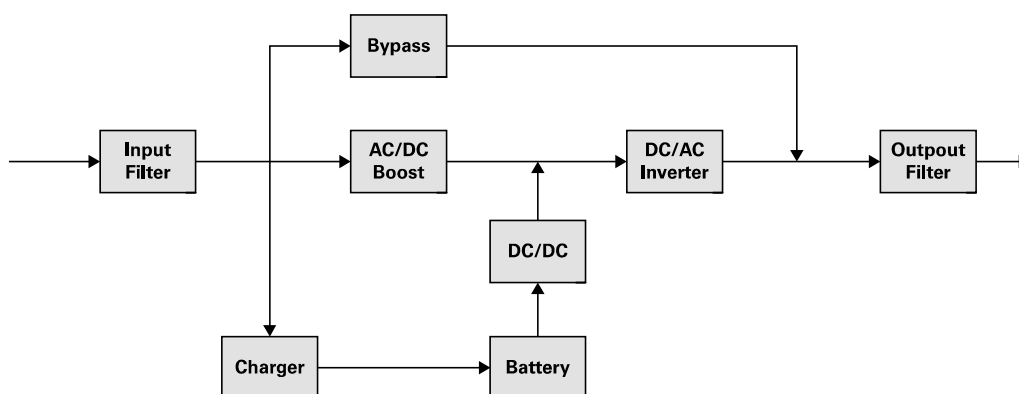 Bypass
Input
Filter
AC/DC
Boost
DC/AC
Inverter
Outpout
Filter
DC/DC
Charger
Battery